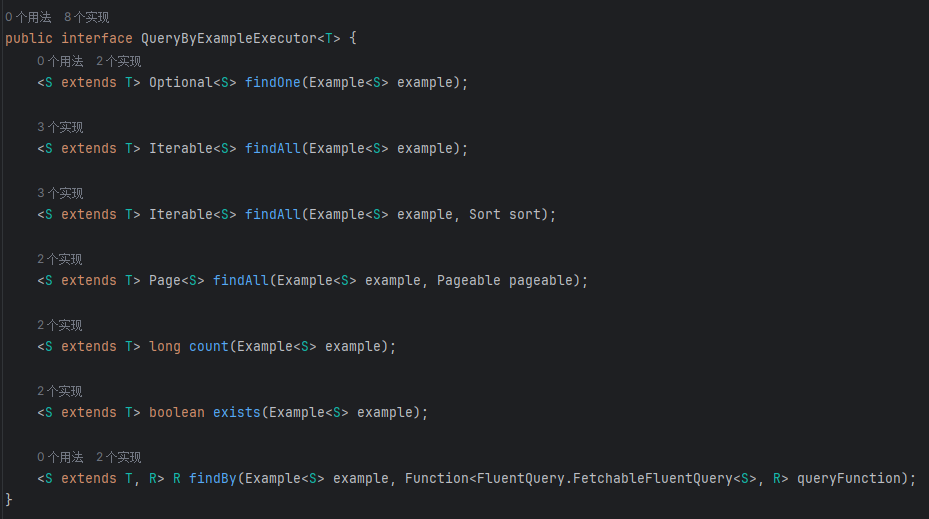 0个用法 8个实现
public interface QueryByExampleExecutor<T> {
0个用法 2个实现
<S extends T> Optional<S> findOne(Example<S> example);
3个实现
<S extends T> Iterable<S> findAll(Example<S> example);
3个实现
<S extends T> Iterable<S> findAll(Example<S> example, Sort sort);
2个实现
<S extends T> Page<S> findAll(Example<S> example, Pageable pageable);
2个实现
<S extends T> long count(Example<S> example);
2个实现
<S extends T> boolean exists(Example<S> example);
0个用法 2个实现
<S extends T, R> R findBy(Example<S> example, Function<FluentQuery.FetchableFluentQuery<S>, R> queryFunction);
}